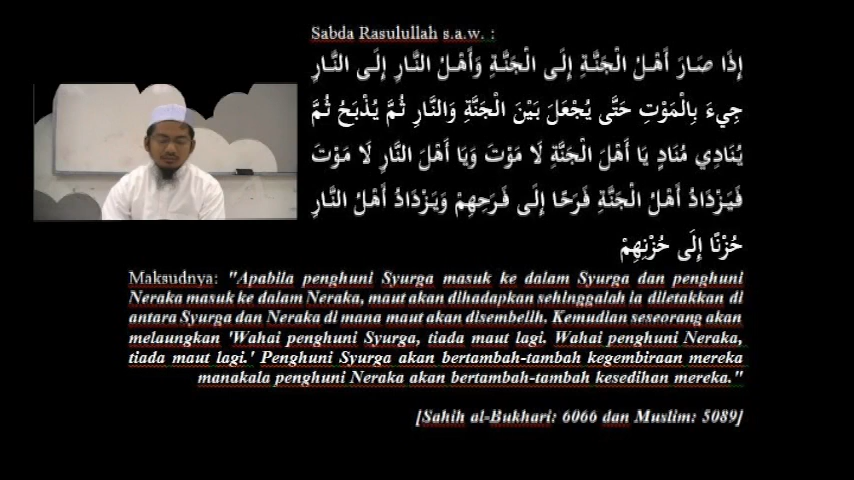 Sabda Rasulullah s.a.w. :
إِذَا صَارَ أَهْلُ الْجَنَّةِ إِلَى الْجَنَّةِ وَأَهْلُ النَّارِ إِلَى النَّارِ
جِيءَ بِالْمَوْتِ حَتَّى يُجْعَلَ بَيْنَ الْجَنَّةِ وَالنَّارِ ثُمَّ يُذْبَحُ ثُمَّ
يُنَادِي مُنَادٍ يَا أَهْلَ الْجَنَّةِ لَا مَوْتَ وَيَا أَهْلَ النَّارِ لَا مَوْتَ
فَيَزْدَادُ أَهْلُ الْجَنَّةِ فَرَحًا إِلَى فَرَحِهِمْ وَيَزْدَادُ أَهْلُ النَّارِ
حُزْنًا إِلَى حُزْنِهِمْ
Maksudnya: "Apabila penghuni Syurga masuk ke dalam Syurga dan penghuni
Neraka masuk ke dalam Neraka, maut akan dihadapkan sehinggalah ia diletakkan di
antara Syurga dan Neraka di mana maut akan disembelih. Kemudian seseorang akan
melaungkan 'Wahai penghuni Syurga, tiada maut lagi. Wahai penghuni Neraka,
tiada maut lagi.' Penghuni Syurga akan bertambah-tambah kegembiraan mereka
manakala penghuni Neraka akan bertambah-tambah kesedihan mereka."
[Sahih al-Bukhari: 6066 dan Muslim: 5089]